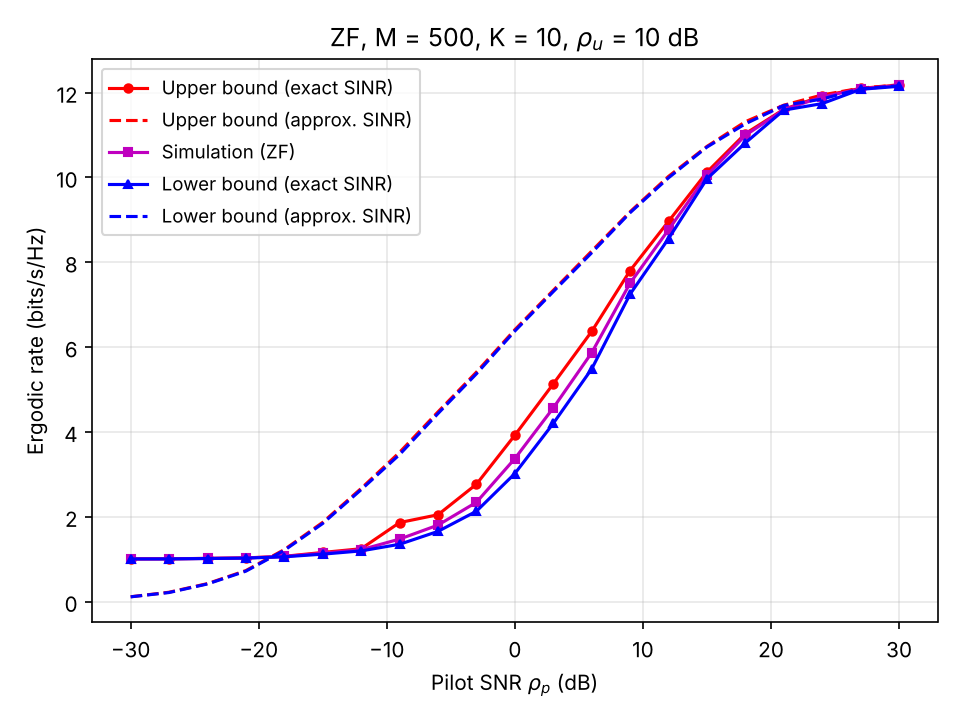 ZF, M = 500, K = 10, ρᵤ = 10 dB
Upper bound (exact SINR)
Upper bound (approx. SINR)
Simulation (ZF)
Lower bound (exact SINR)
Lower bound (approx. SINR)
Ergodic rate (bits/s/Hz)
12
10
8
6
4
2
0
−30
−20
−10
0
10
20
30
Pilot SNR ρₚ (dB)